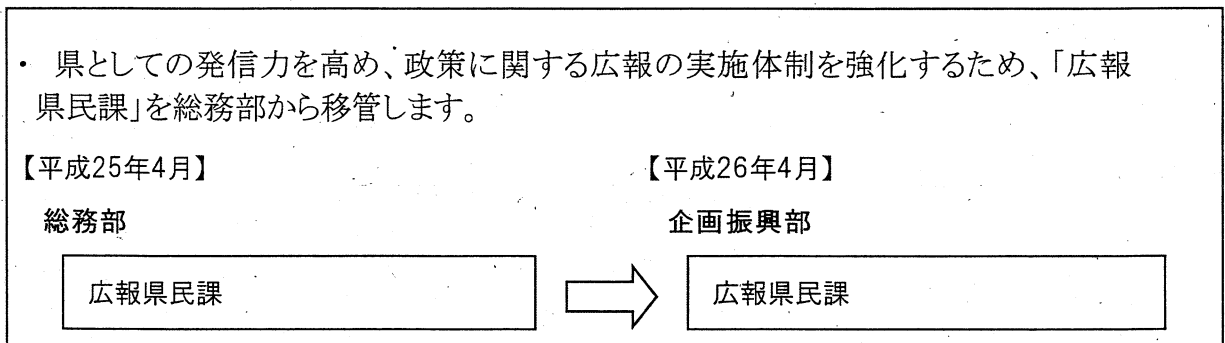 ・ 県としての発信力を高め、政策に関する広報の実施体制を強化するため、「広報
県民課」を総務部から移管します。
【平成25年4月】 【平成26年4月】
総務部 企画振興部
広報県民課 広報県民課